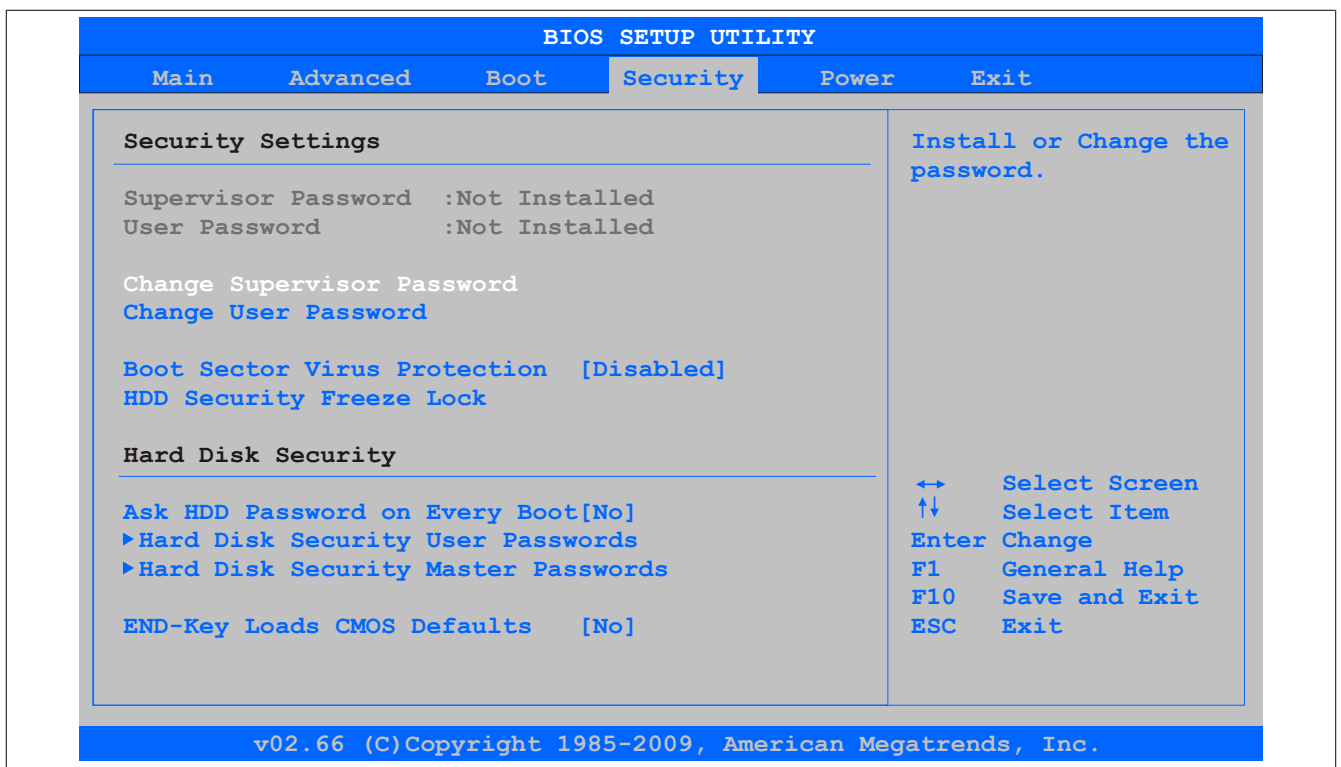 BIOS SETUP UTILITY
Main Advanced Boot Security Power Exit
Security Settings
Supervisor Password :Not Installed
User Password :Not Installed
Change Supervisor Password
Change User Password
Boot Sector Virus Protection [Disabled]
HDD Security Freeze Lock
Hard Disk Security
Ask HDD Password on Every Boot[No]
▶Hard Disk Security User Passwords
▶Hard Disk Security Master Passwords
END-Key Loads CMOS Defaults [No]
Install or Change the
password.
↔ Select Screen
↑↓ Select Item
Enter Change
F1 General Help
F10 Save and Exit
ESC Exit
v02.66 (C)Copyright 1985-2009, American Megatrends, Inc.